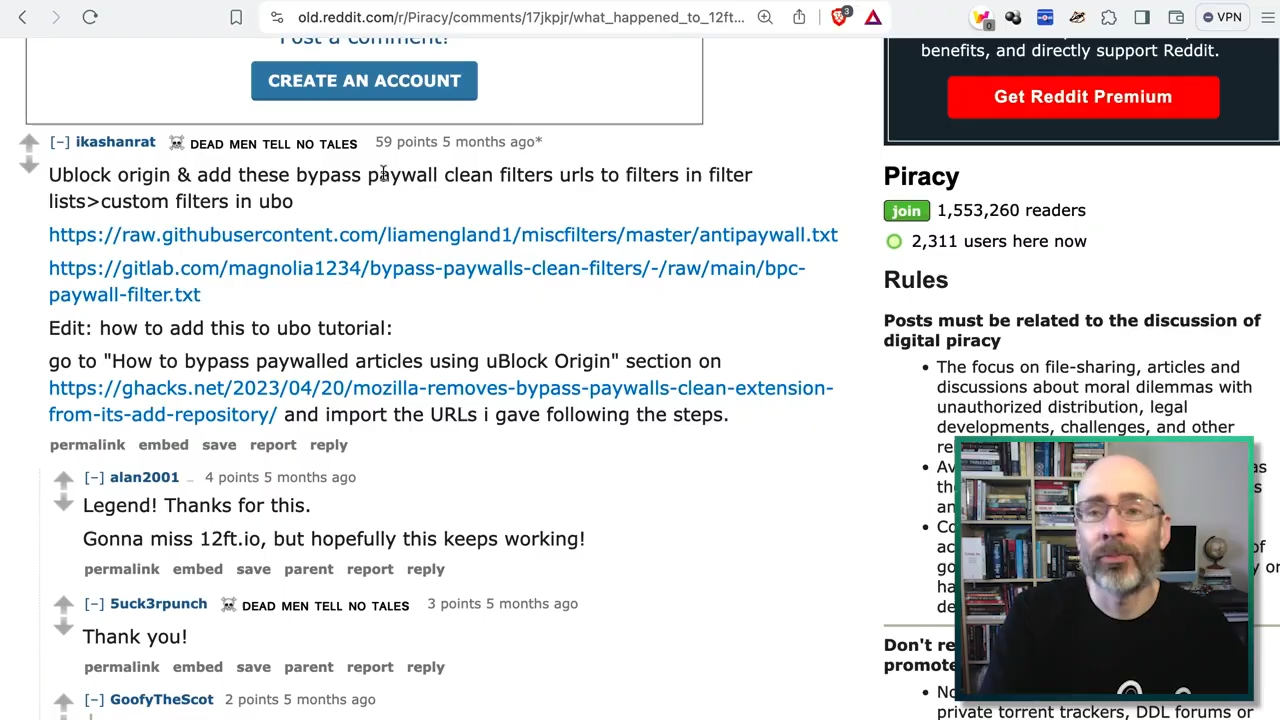 old.reddit.com/r/Piracy/comments/17jkpjr/what_happened_to_12ft...
3
0
VPN
Post a comment!
CREATE AN ACCOUNT
benefits, and directly support Reddit.
Get Reddit Premium
[–] ikashanrat DEAD MEN TELL NO TALES 59 points 5 months ago*
Ublock origin & add these bypass paywall clean filters urls to filters in filter
lists>custom filters in ubo
https://raw.githubusercontent.com/liamengland1/miscfilters/master/antipaywall.txt
https://gitlab.com/magnolia1234/bypass-paywalls-clean-filters/-/raw/main/bpc-
paywall-filter.txt
Edit: how to add this to ubo tutorial:
go to "How to bypass paywalled articles using uBlock Origin" section on
https://ghacks.net/2023/04/20/mozilla-removes-bypass-paywalls-clean-extension-
from-its-add-repository/ and import the URLs i gave following the steps.
permalink embed save report reply
[–] alan2001 4 points 5 months ago
Legend! Thanks for this.
Gonna miss 12ft.io, but hopefully this keeps working!
permalink embed save parent report reply
[–] 5uck3rpunch DEAD MEN TELL NO TALES 3 points 5 months ago
Thank you!
permalink embed save parent report reply
[–] GoofyTheScot 2 points 5 months ago
Piracy
join 1,553,260 readers
2,311 users here now
Rules
Posts must be related to the discussion of
digital piracy
The focus on file-sharing, articles and
discussions about moral dilemmas with
unauthorized distribution, legal
developments, challenges, and other
Don't re
promote
private torrent trackers, DDL forums or